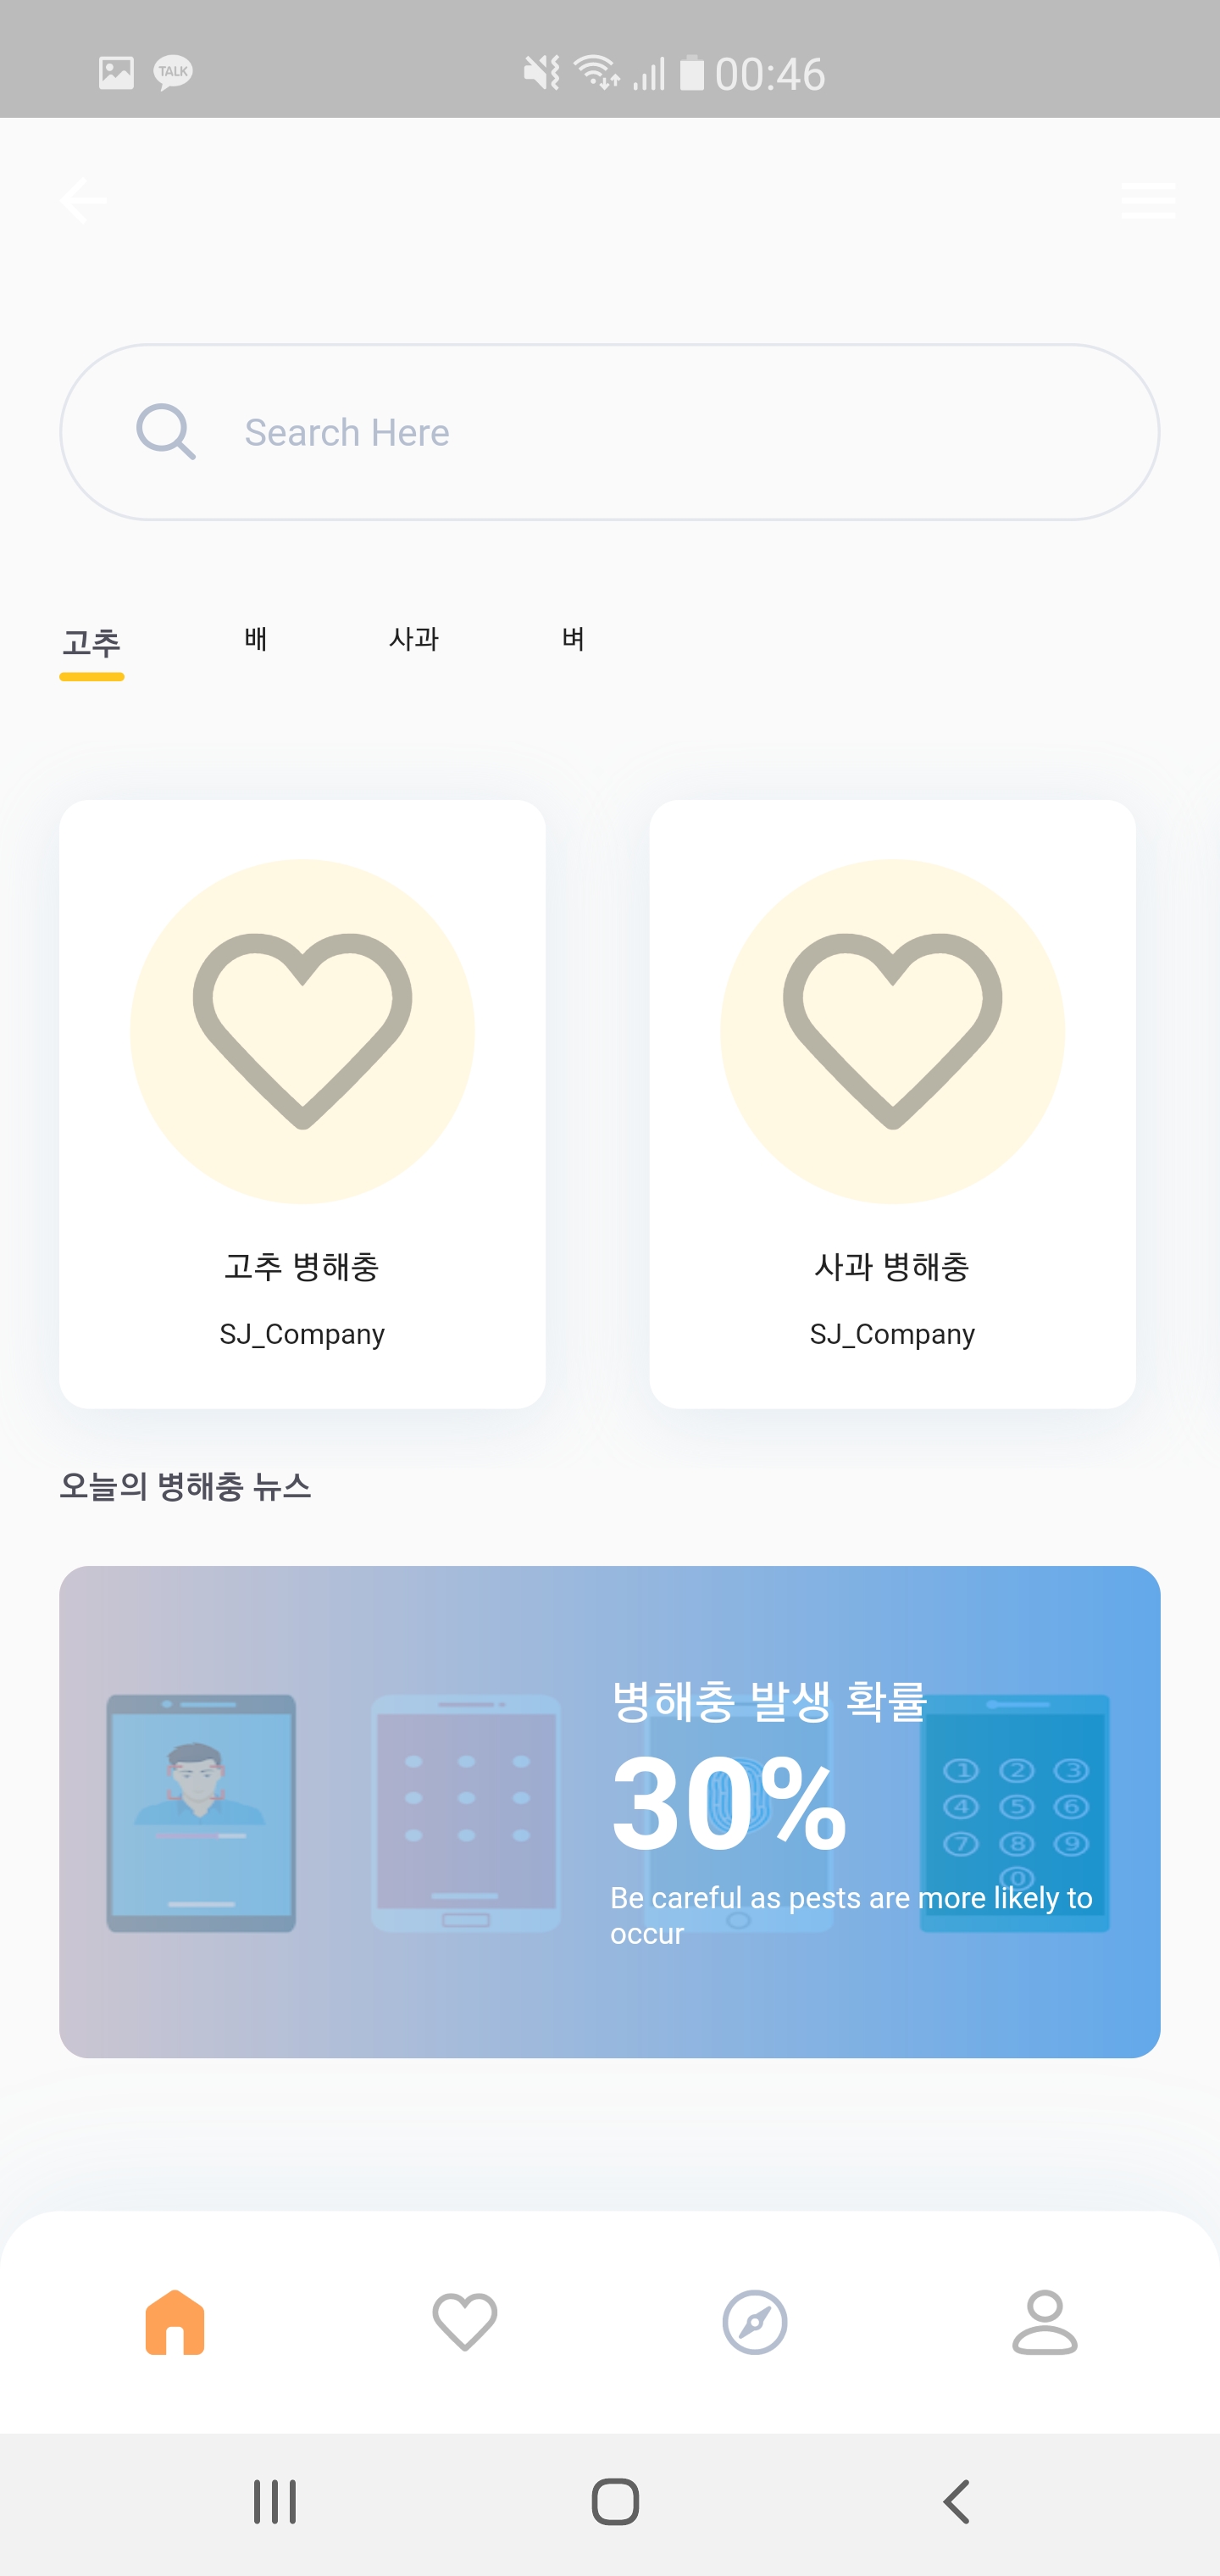 TALK
00:46
Search Here
고추 배 사과 벼
고추 병해충
SJ_Company
사과 병해충
SJ_Company
오늘의 병해충 뉴스
병해충 발생 확률
30%
Be careful as pests are more likely to
occur
1 2 3
4 5 6
7 8 9
0